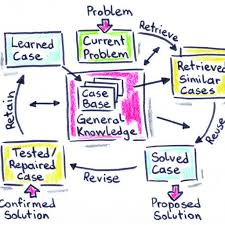 Problem
Learned
Case
Current
Problem
Retrieve
Retrieved
Similar
Cases
Case
Base
General
Knowledge
Retain
Reuse
Tested/
Repaired
Case
Revise
Solved
Case
Confirmed
Solution
Proposed
Solution